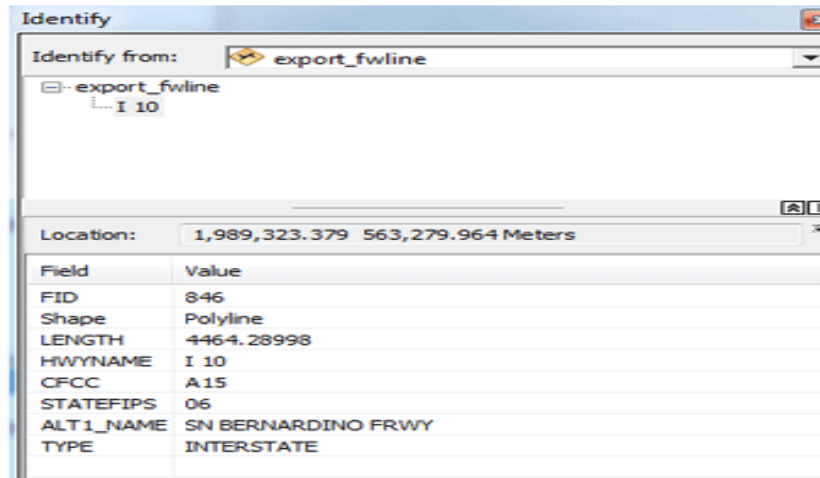 Identify
Identify from: export_fwline
export_fwline
I 10
Location: 1,989,323.379 563,279.964 Meters
Field Value
FID 846
Shape Polyline
LENGTH 4464.28998
HWYNAME I 10
CFCC A15
STATEFIPS 06
ALT1_NAME SN BERNARDINO FRWY
TYPE INTERSTATE